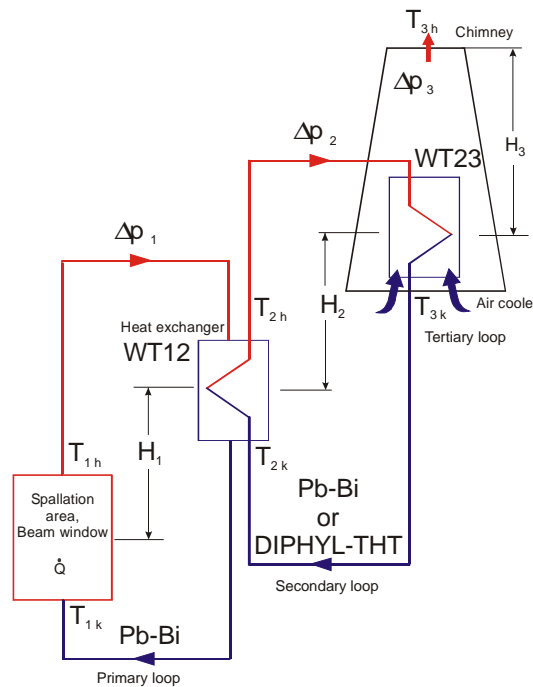 T3h
Chimney
Δp3
H3
Δp2
WT23
Δp1
T2h
H2
T3k
Air coole
Tertiary loop
Heat exchanger
WT12
T1h
H1
T2k
Spallation
area,
Beam window
Q̇
Pb-Bi
or
DIPHYL-THT
Secondary loop
T1k
Pb-Bi
Primary loop